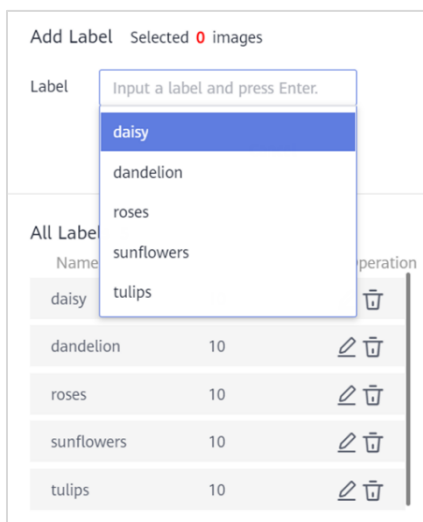 Add Label Selected 0 images
Label Input a label and press Enter.
daisy
dandelion
roses
sunflowers
tulips
All Label
Name peration
daisy
dandelion 10
roses 10
sunflowers 10
tulips 10